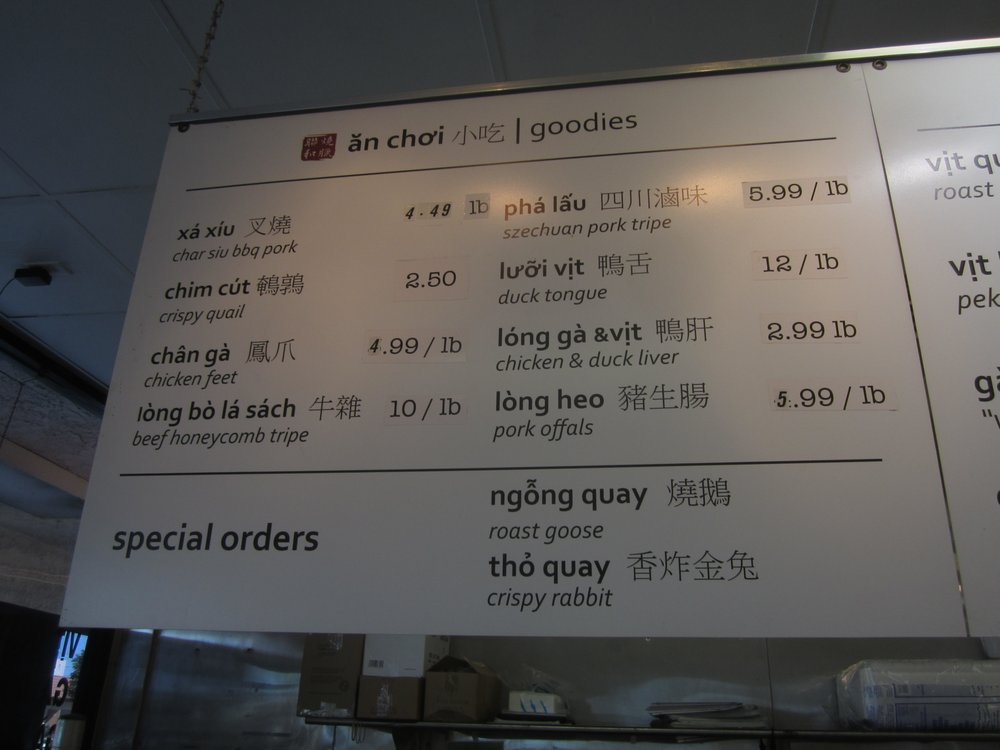 ăn chơi 小吃 | goodies
xá xíu 叉燒 4.49 lb
char siu bbq pork
chim cút 鵪鶉 2.50
crispy quail
chân gà 鳳爪 4.99 / lb
chicken feet
lòng bò lá sách 牛雜 10 / lb
beef honeycomb tripe
phá lấu 四川滷味 5.99 / lb
szechuan pork tripe
lưỡi vịt 鴨舌 12 / lb
duck tongue
lóng gà &vịt 鴨肝 2.99 lb
chicken & duck liver
lòng heo 豬生腸 5.99 / lb
pork offals
special orders
ngỗng quay 燒鵝
roast goose
thỏ quay 香炸金兔
crispy rabbit
vịt
roast
vịt